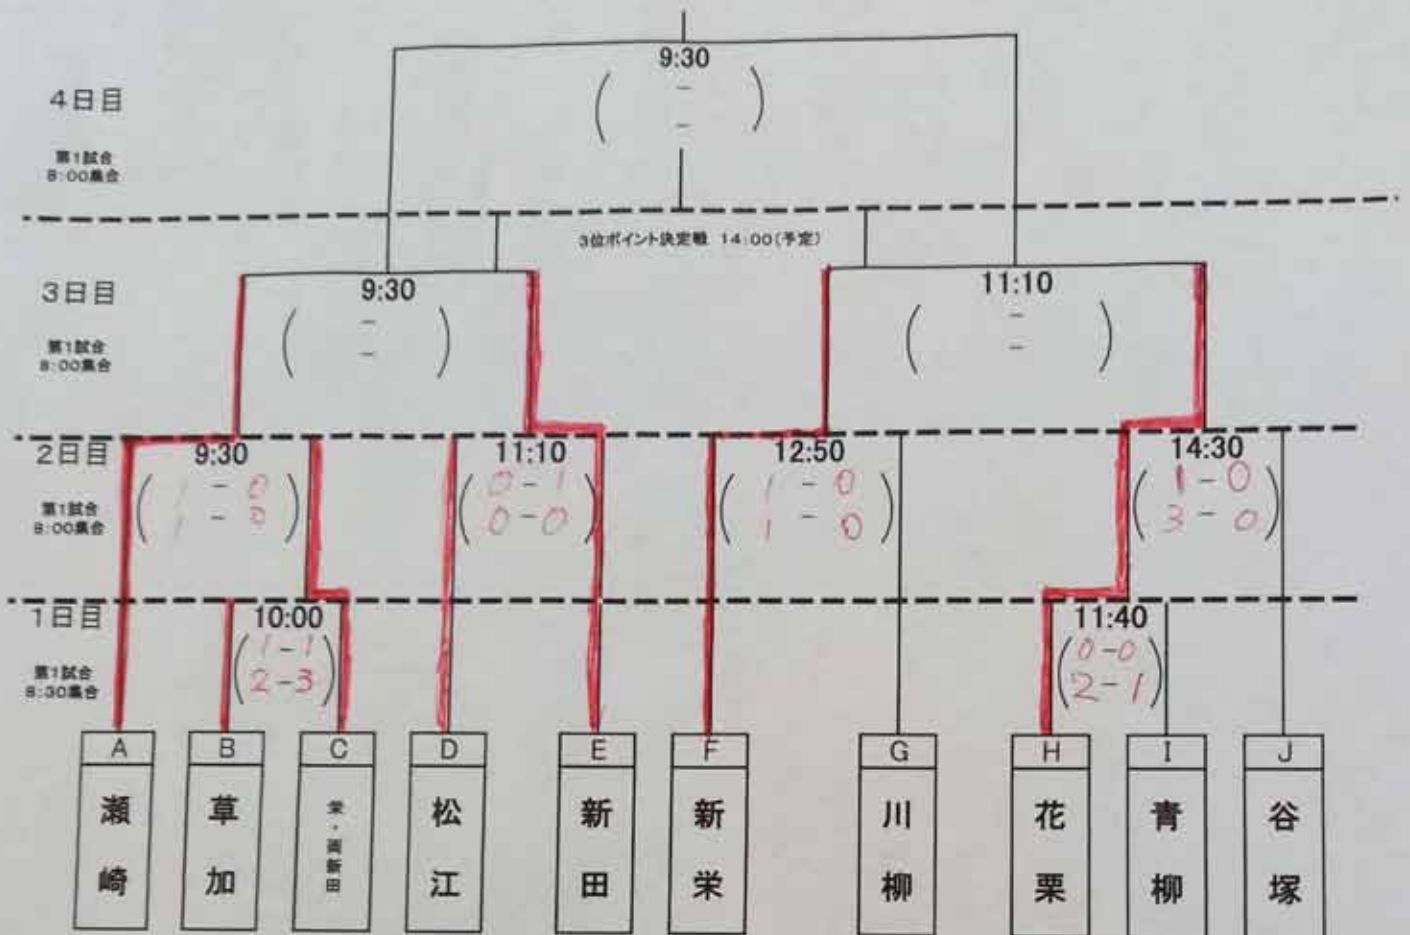 9:30
4日目
( -
- )
第1試合
8:00集合
3位ポイント決定戦 14:00(予定)
3日目
9:30
11:10
( -
- )
( -
- )
第1試合
8:00集合
2日目
9:30
11:10
12:50
14:30
(1 - 0
1 - 0)
(0-1
0-0)
(1 - 0
1 - 0)
(1-0
3-0)
第1試合
8:00集合
1日目
10:00
11:40
(1-1
2-3)
(0-0
2-1)
第1試合
8:30集合
A
B
C
D
E
F
G
H
I
J
瀬崎
草加
栄・両新田
松江
新田
新栄
川柳
花栗
青柳
谷塚